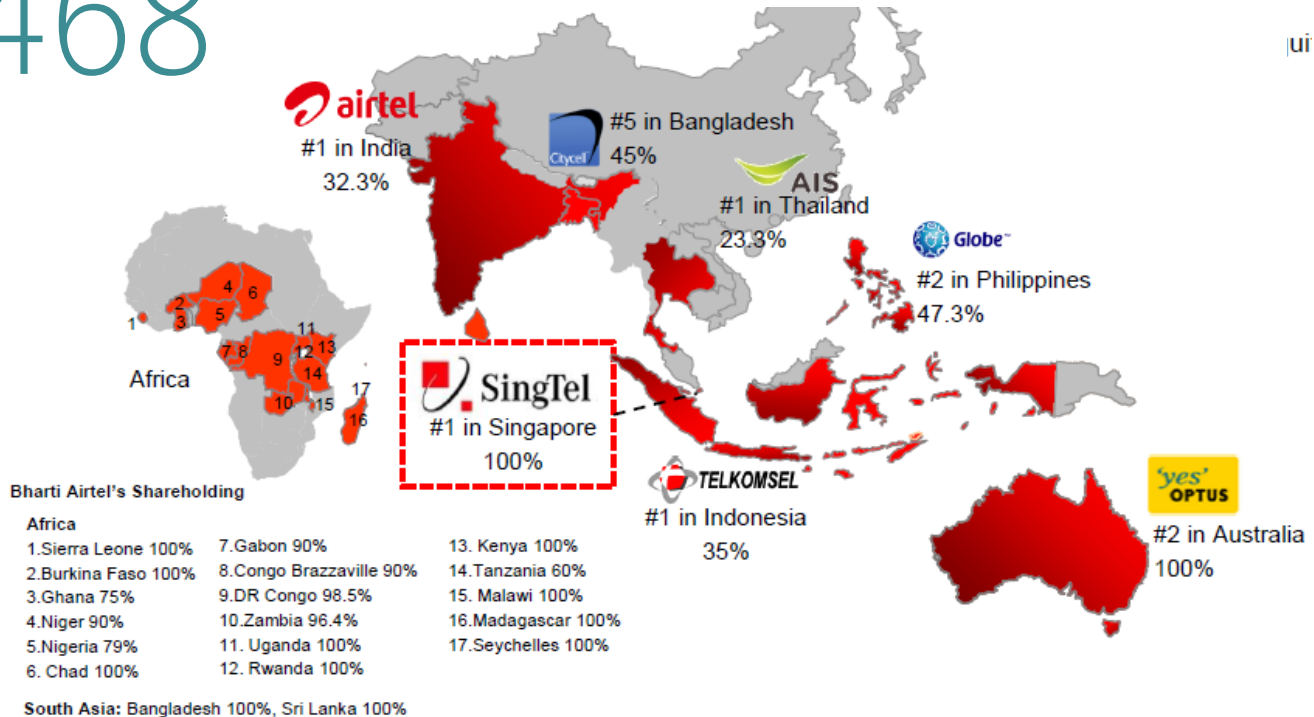 468
airtel
#1 in India
32.3%
Citycell
#5 in Bangladesh
45%
AIS
#1 in Thailand
23.3%
Globe
#2 in Philippines
47.3%
1
2
3
4
5
6
7
8
9
10
11
12
13
14
15
16
17
Africa
SingTel
#1 in Singapore
100%
TELKOMSEL
#1 in Indonesia
35%
'yes'
OPTUS
#2 in Australia
100%
Bharti Airtel's Shareholding
Africa
1.Sierra Leone 100%
2.Burkina Faso 100%
3.Ghana 75%
4.Niger 90%
5.Nigeria 79%
6. Chad 100%
7.Gabon 90%
8.Congo Brazzaville 90%
9.DR Congo 98.5%
10.Zambia 96.4%
11. Uganda 100%
12. Rwanda 100%
13. Kenya 100%
14.Tanzania 60%
15. Malawi 100%
16.Madagascar 100%
17.Seychelles 100%
South Asia: Bangladesh 100%, Sri Lanka 100%